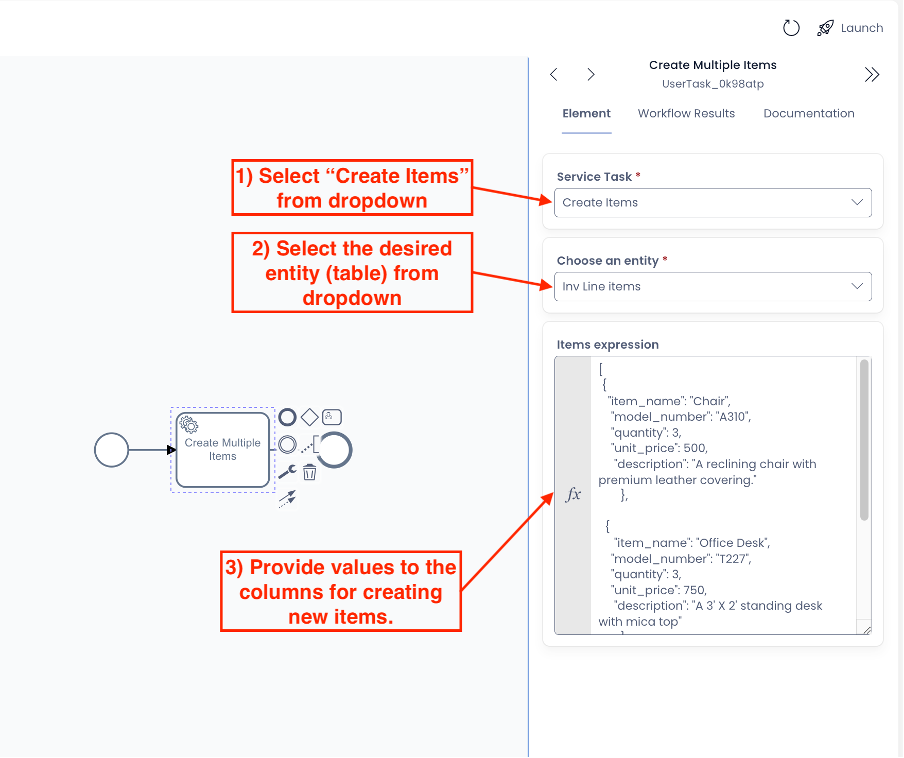 Launch
Create Multiple Items
UserTask_0k98atp
Element Workflow Results Documentation
1) Select “Create Items”
from dropdown
Service Task *
Create Items
2) Select the desired
entity (table) from
dropdown
Choose an entity *
Inv Line items
Items expression
fx
[
{
"item_name": "Chair",
"model_number": "A310",
"quantity": 3,
"unit_price": 500,
"description": "A reclining chair with
premium leather covering."
},
{
"item_name": "Office Desk",
"model_number": "T227",
"quantity": 3,
"unit_price": 750,
"description": "A 3' X 2' standing desk
with mica top"
Create Multiple
Items
3) Provide values to the
columns for creating
new items.